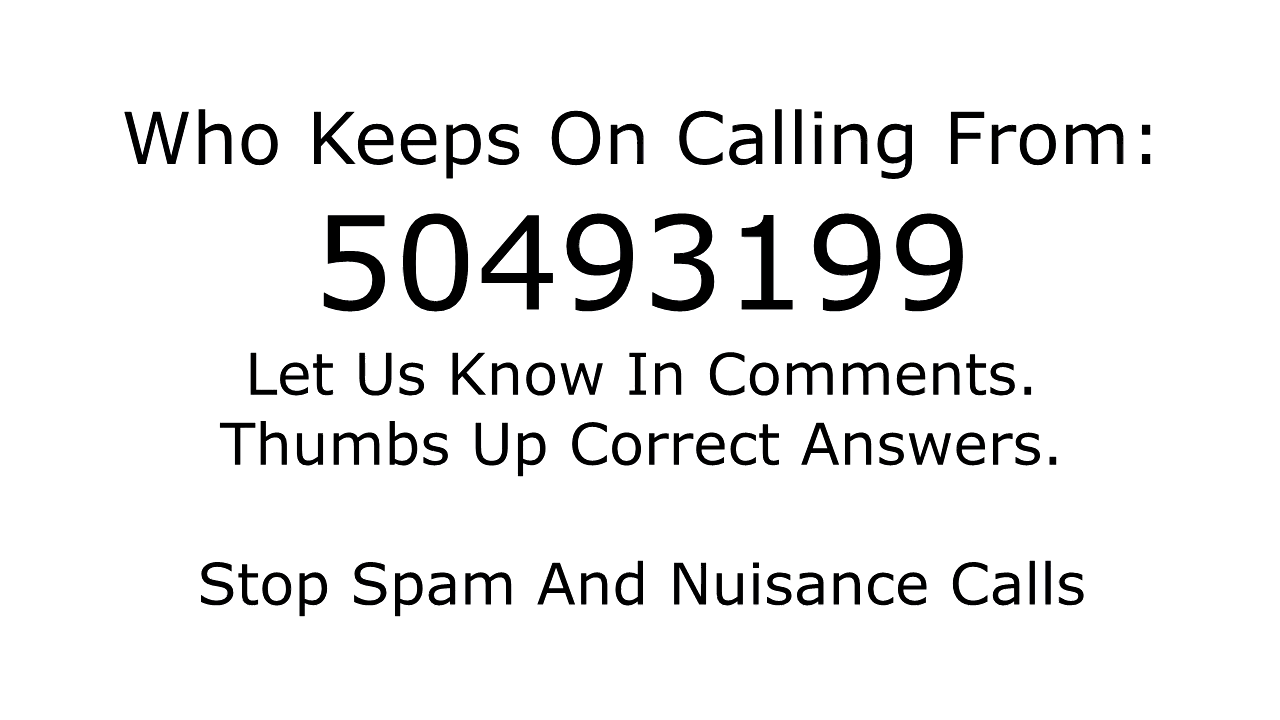 Who Keeps On Calling From:
50493199
Let Us Know In Comments.
Thumbs Up Correct Answers.
Stop Spam And Nuisance Calls